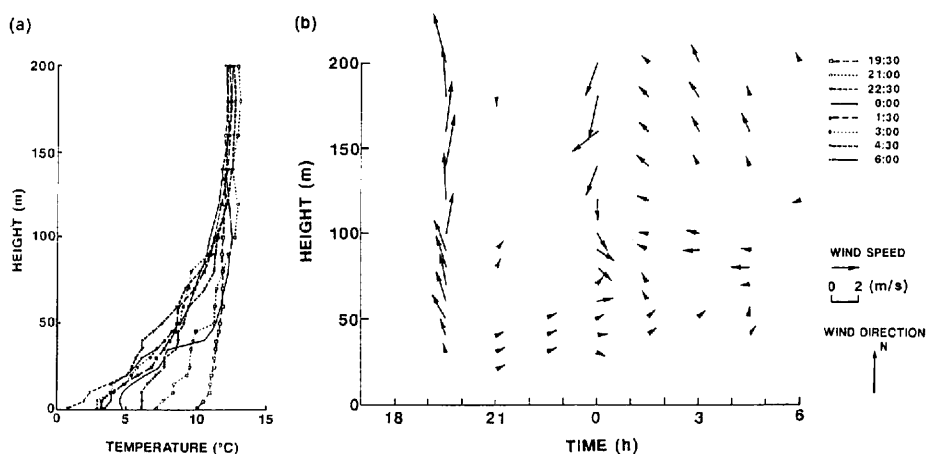 (a)
200
150
100
50
0
HEIGHT (m)
0 5 10 15
TEMPERATURE (°C)
(b)
200
150
100
50
0
HEIGHT (m)
18 21 0 3 6
TIME (h)
19:30
21:00
22:30
0:00
1:30
3:00
4:30
6:00
WIND SPEED
0 2 (m/s)
WIND DIRECTION
N